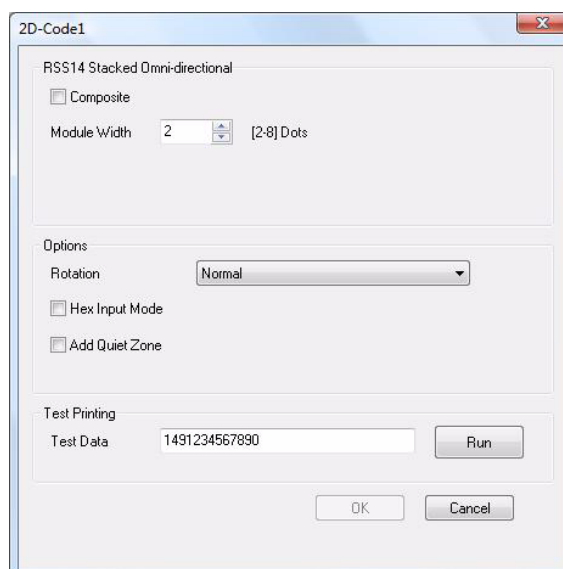 2D-Code1
RSS14 Stacked Omni-directional
Composite
Module Width 2 [2-8] Dots
Options
Rotation Normal
Hex Input Mode
Add Quiet Zone
Test Printing
Test Data 1491234567890 Run
OK Cancel